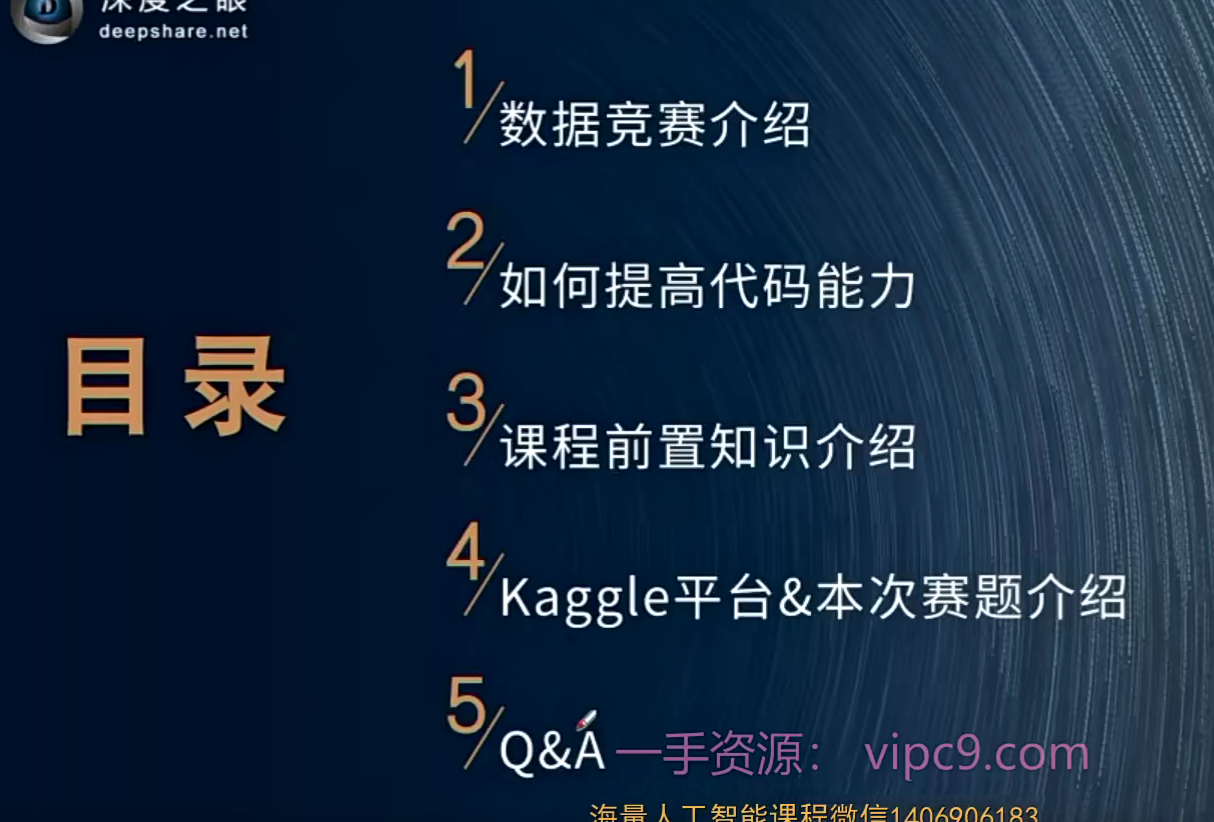 深度之眼
deepshare.net
目录
1 数据竞赛介绍
2 如何提高代码能力
3 课程前置知识介绍
4 Kaggle平台&本次赛题介绍
5 Q&A 一手资源： vipc9.com
海量人工智能课程微信1406906183